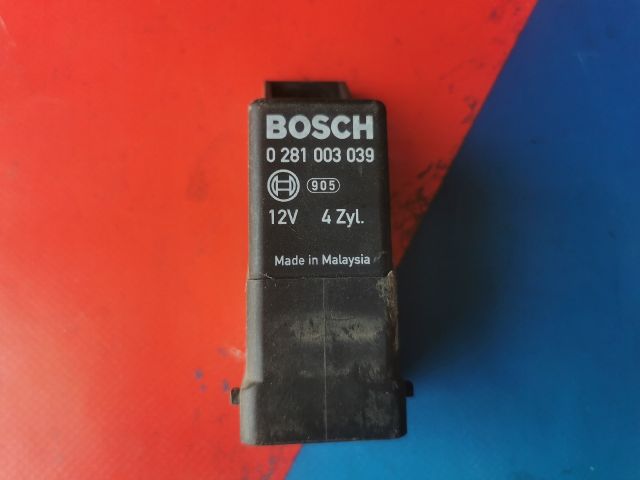 BOSCH
0 281 003 039
905
12V 4 Zyl.
Made in Malaysia